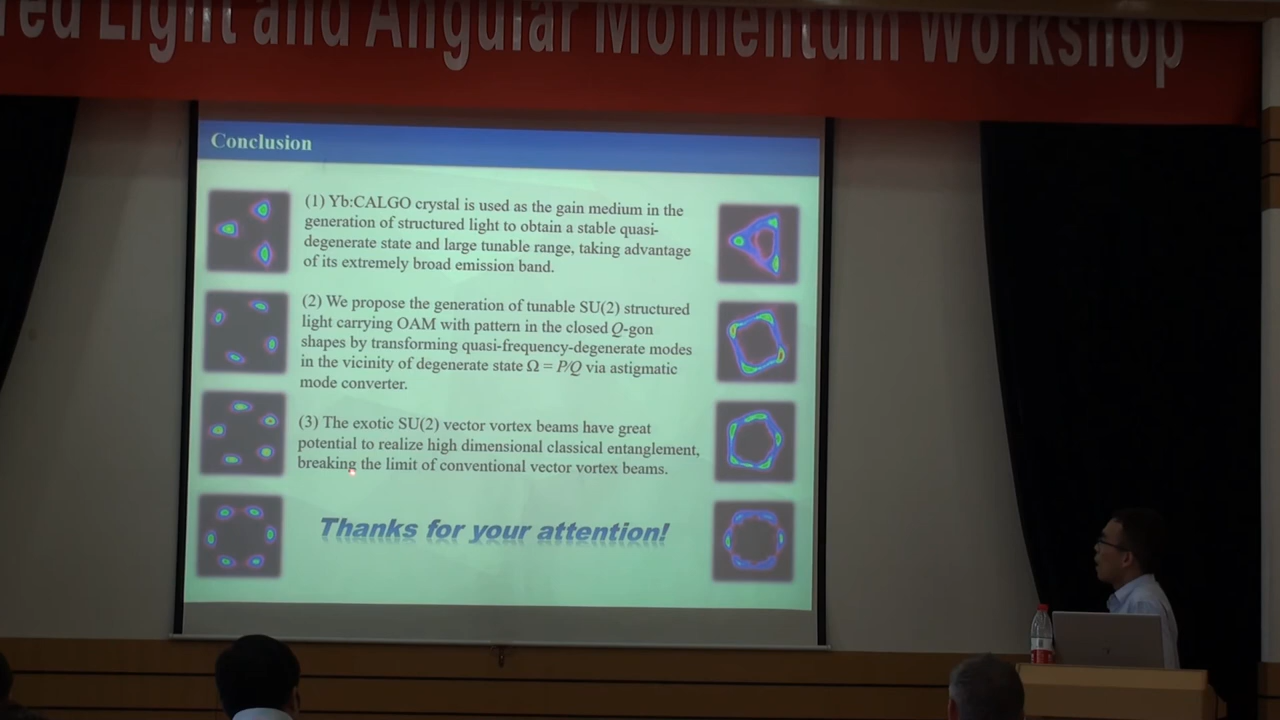 red Light and Angular Momentum Workshop
Conclusion
(1) Yb:CALGO crystal is used as the gain medium in the
generation of structured light to obtain a stable quasi-
degenerate state and large tunable range, taking advantage
of its extremely broad emission band.
(2) We propose the generation of tunable SU(2) structured
light carrying OAM with pattern in the closed Q-gon
shapes by transforming quasi-frequency-degenerate modes
in the vicinity of degenerate state Ω = P/Q via astigmatic
mode converter.
(3) The exotic SU(2) vector vortex beams have great
potential to realize high dimensional classical entanglement,
breaking the limit of conventional vector vortex beams.
Thanks for your attention!